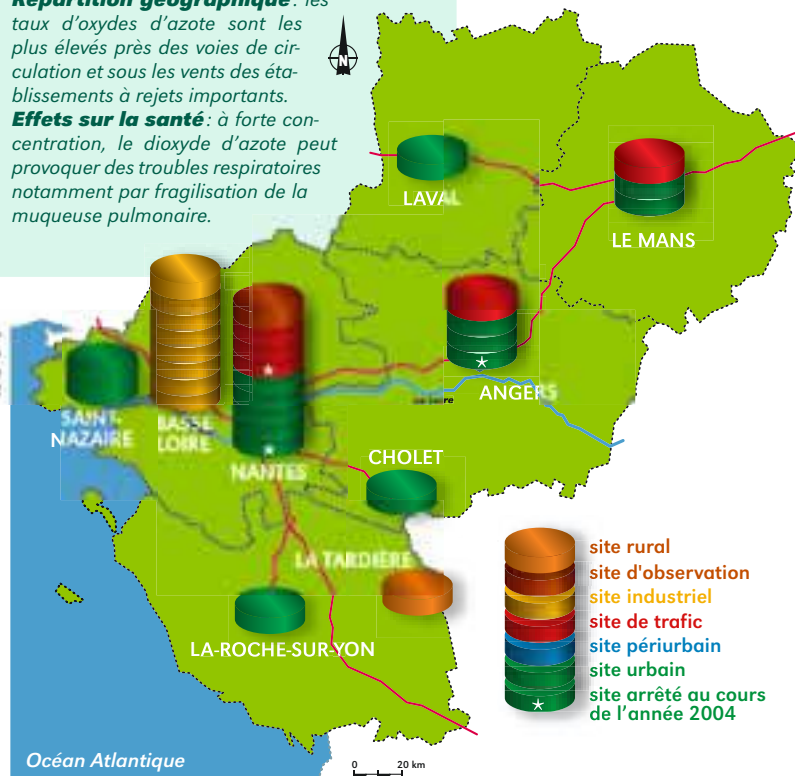 Répartition géographique : les
taux d'oxydes d'azote sont les
plus élevés près des voies de cir-
culation et sous les vents des éta-
blissements à rejets importants.
Effets sur la santé : à forte con-
centration, le dioxyde d'azote peut
provoquer des troubles respiratoires
notamment par fragilisation de la
muqueuse pulmonaire.
N
LAVAL
LE MANS
ANGERS
SAINT-
NAZAIRE
BASSE
LOIRE
NANTES
CHOLET
LA TARDIÈRE
LA-ROCHE-SUR-YON
site rural
site d'observation
site industriel
site de trafic
site périurbain
site urbain
site arrêté au cours
de l'année 2004
Océan Atlantique
0 20 km